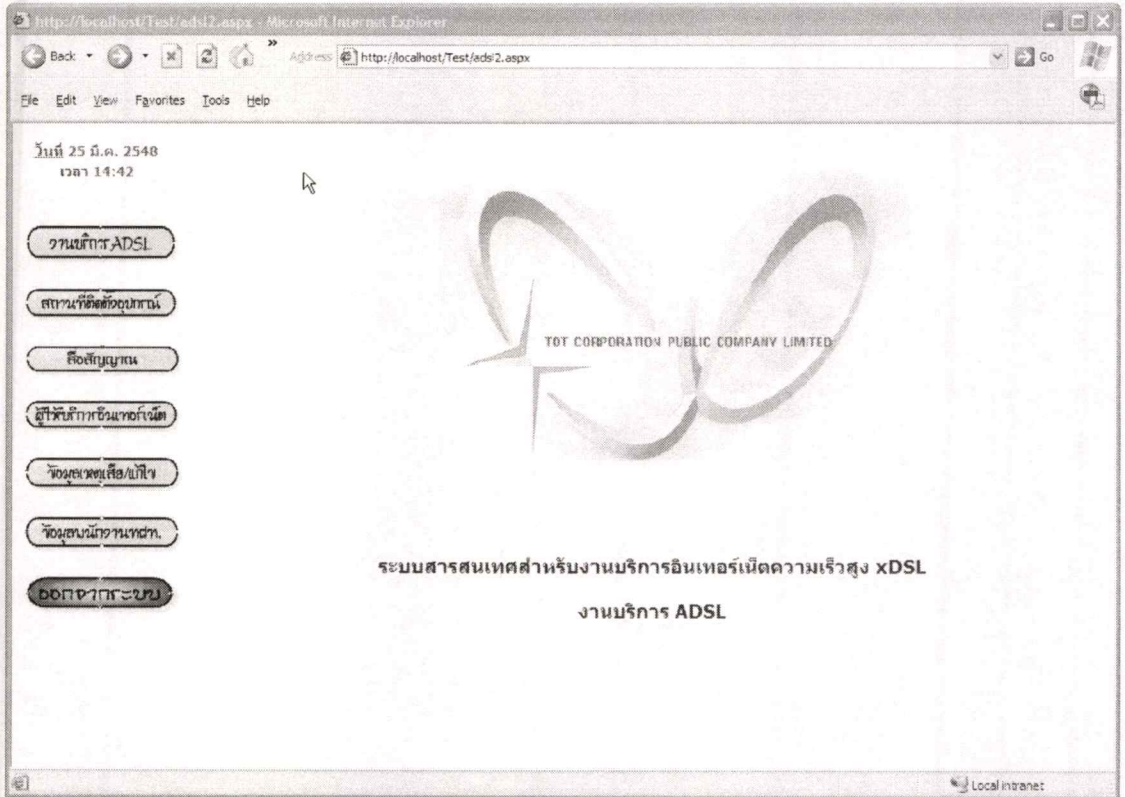 http://localhost/Test/adsl2.aspx - Microsoft Internet Explorer
Back
Address http://localhost/Test/adsl2.aspx Go
File Edit View Favorites Tools Help
วันที่ 25 มี.ค. 2548
เวลา 14:42
งานบริการ ADSL
สถานที่ติดตั้งอุปกรณ์
สื่อสัญญาณ
ผู้ให้บริการอินเทอร์เน็ต
ข้อมูลเหตุเสีย/แก้ไข
ข้อมูลพนักงานทศท.
ออกจากระบบ
TOT CORPORATION PUBLIC COMPANY LIMITED
ระบบสารสนเทศสำหรับงานบริการอินเทอร์เน็ตความเร็วสูง xDSL
งานบริการ ADSL
Local intranet